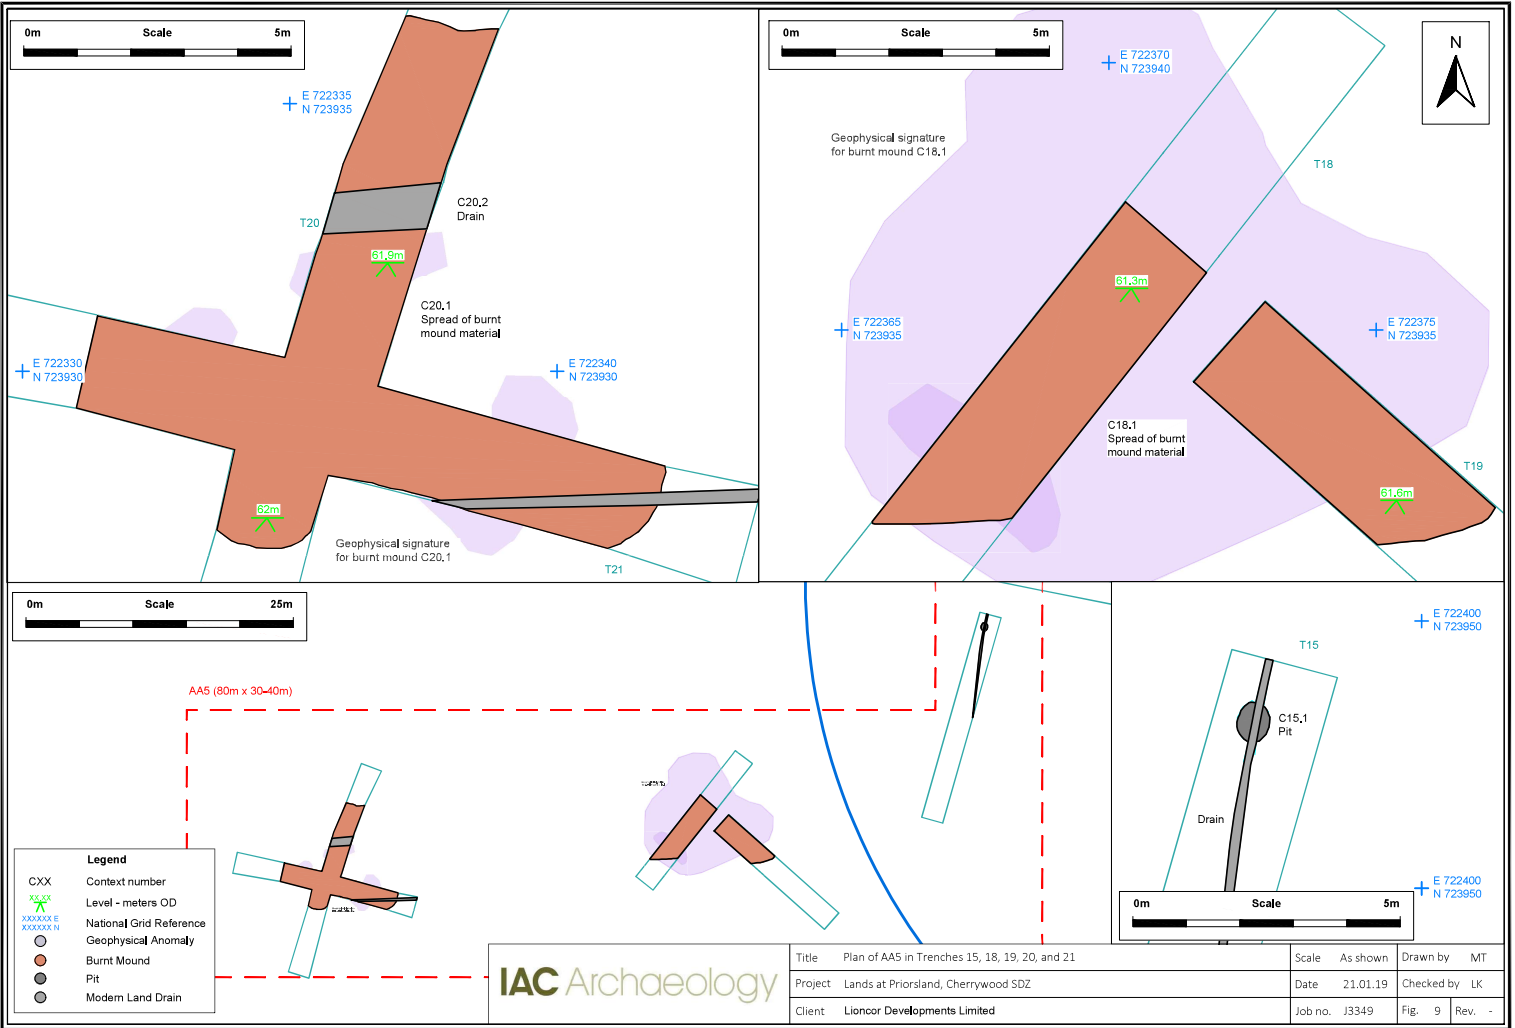 0m Scale 5m
E 722335
N 723935
T20
C20.2
Drain
61.9m
C20.1
Spread of burnt
mound material
E 722330
N 723930
E 722340
N 723930
62m
Geophysical signature
for burnt mound C20.1
T21
0m Scale 5m
E 722370
N 723940
N
Geophysical signature
for burnt mound C18.1
T18
61.3m
E 722365
N 723935
E 722375
N 723935
C18.1
Spread of burnt
mound material
T19
61.6m
0m Scale 25m
AA5 (80m x 30-40m)
E 722400
N 723950
T15
C15.1
Pit
Drain
E 722400
N 723950
0m Scale 5m
Legend
CXX Context number
XX.XX Level - meters OD
XXXXXX E
XXXXXX N National Grid Reference
Geophysical Anomaly
Burnt Mound
Pit
Modern Land Drain
IAC Archaeology
Title Plan of AA5 in Trenches 15, 18, 19, 20, and 21
Project Lands at Priorsland, Cherrywood SDZ
Client Lioncor Developments Limited
Scale As shown Drawn by MT
Date 21.01.19 Checked by LK
Job no. J3349 Fig. 9 Rev. -